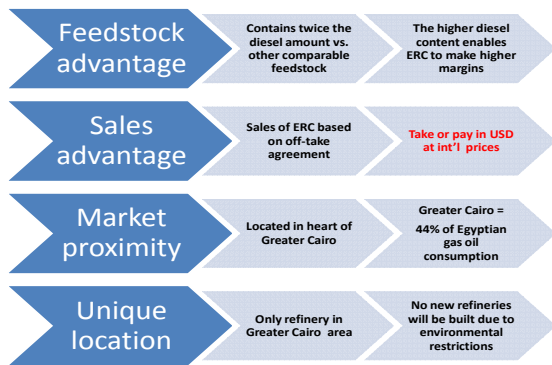 Feedstock
advantage
Contains twice the
diesel amount vs.
other comparable
feedstock
The higher diesel
content enables
ERC to make higher
margins
Sales
advantage
Sales of ERC based
on off-take
agreement
Take or pay in USD
at int'l prices
Market
proximity
Located in heart of
Greater Cairo
Greater Cairo =
44% of Egyptian
gas oil
consumption
Unique
location
Only refinery in
Greater Cairo area
No new refineries
will be built due to
environmental
restrictions